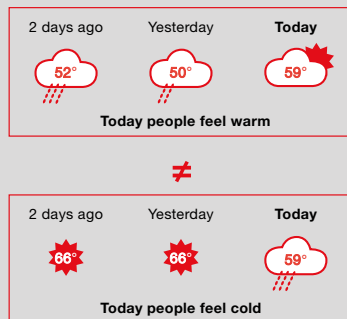 2 days ago Yesterday Today
52° 50° 59°
Today people feel warm
≠
2 days ago Yesterday Today
66° 66° 59°
Today people feel cold